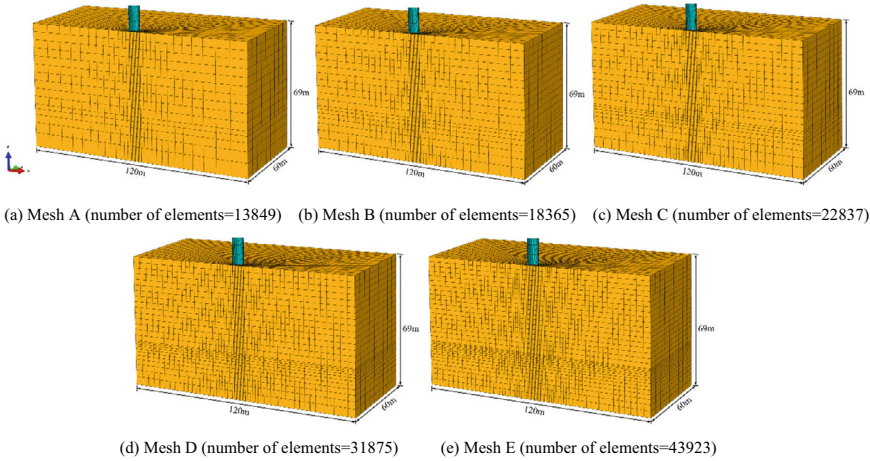 69m
120m
60m
69m
120m
60m
69m
120m
60m
(a) Mesh A (number of elements=13849) (b) Mesh B (number of elements=18365) (c) Mesh C (number of elements=22837)
69m
120m
60m
69m
120m
60m
(d) Mesh D (number of elements=31875) (e) Mesh E (number of elements=43923)